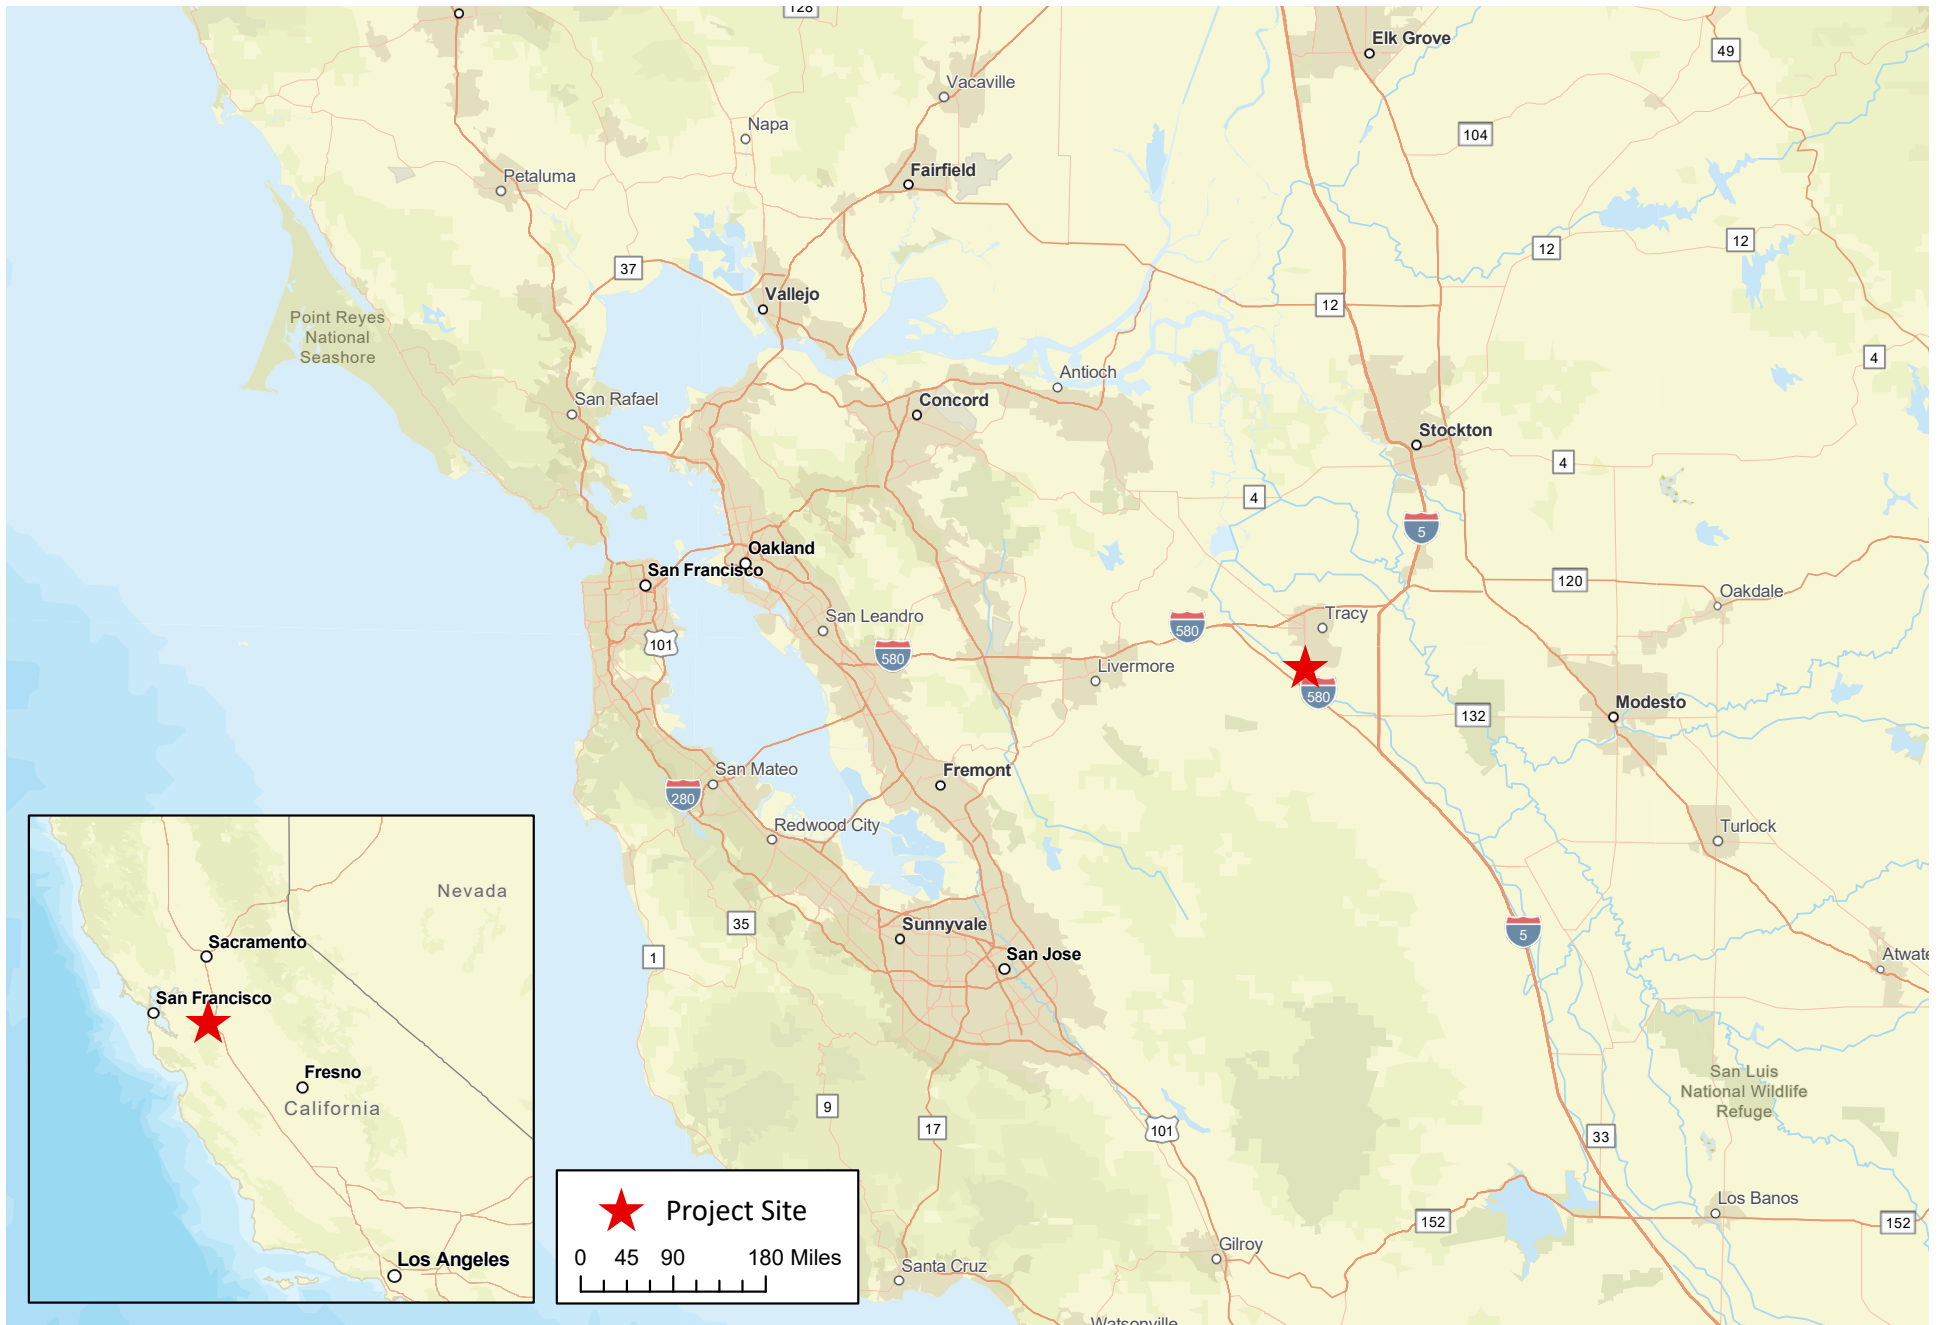 128
Elk Grove
49
Vacaville
Napa
104
Petaluma
Fairfield
12
12
37
Vallejo
12
Point Reyes
National
Seashore
4
Antioch
San Rafael
Concord
Stockton
4
4
5
Oakland
San Francisco
120
Oakdale
San Leandro
Tracy
580
101
580
Livermore
580
Modesto
132
San Mateo
Fremont
280
Redwood City
Turlock
Nevada
35
Sunnyvale
5
Sacramento
1
San Jose
Atwate
San Francisco
Fresno
California
San Luis
National Wildlife
Refuge
9
17
101
33
Los Banos
Project Site
152
152
Gilroy
0 45 90 180 Miles
Los Angeles
Santa Cruz
Watsonville